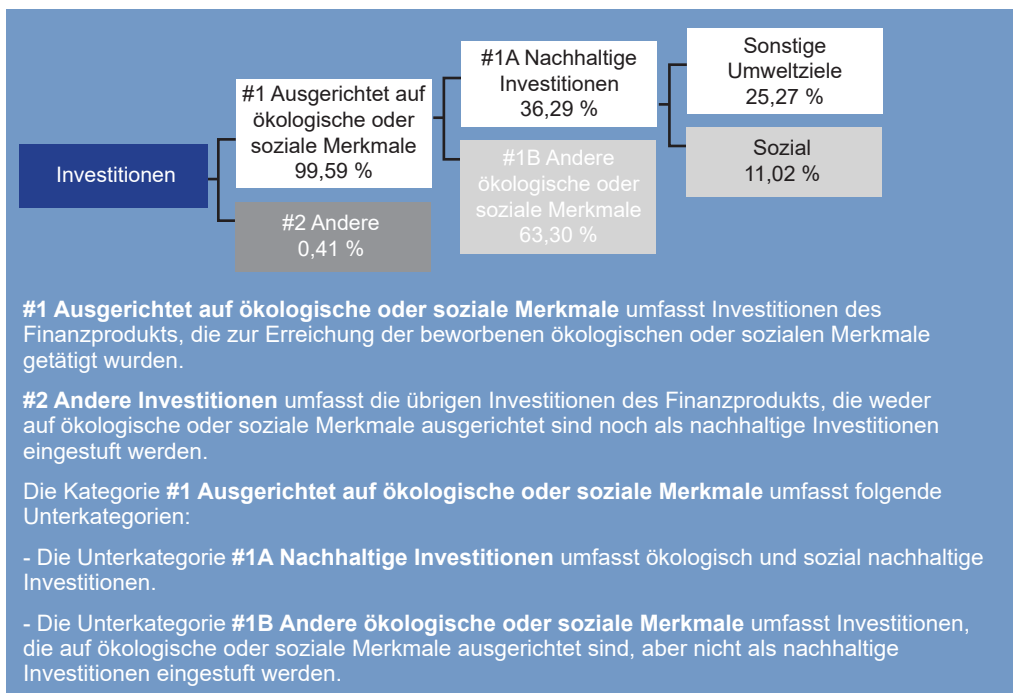 Investitionen
#1 Ausgerichtet auf
ökologische oder
soziale Merkmale
99,59 %
#2 Andere
0,41 %
#1A Nachhaltige
Investitionen
36,29 %
#1B Andere
ökologische oder
soziale Merkmale
63,30 %
Sonstige
Umweltziele
25,27 %
Sozial
11,02 %
#1 Ausgerichtet auf ökologische oder soziale Merkmale umfasst Investitionen des
Finanzprodukts, die zur Erreichung der beworbenen ökologischen oder sozialen Merkmale
getätigt wurden.
#2 Andere Investitionen umfasst die übrigen Investitionen des Finanzprodukts, die weder
auf ökologische oder soziale Merkmale ausgerichtet sind noch als nachhaltige Investitionen
eingestuft werden.
Die Kategorie #1 Ausgerichtet auf ökologische oder soziale Merkmale umfasst folgende
Unterkategorien:
- Die Unterkategorie #1A Nachhaltige Investitionen umfasst ökologisch und sozial nachhaltige
Investitionen.
- Die Unterkategorie #1B Andere ökologische oder soziale Merkmale umfasst Investitionen,
die auf ökologische oder soziale Merkmale ausgerichtet sind, aber nicht als nachhaltige
Investitionen eingestuft werden.